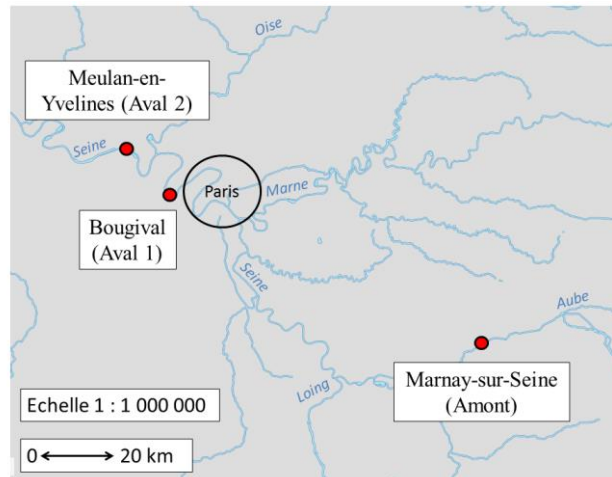 Oise
Meulan-en-
Yvelines (Aval 2)
Seine
Paris
Marne
Bougival
(Aval 1)
Seine
Aube
Marnay-sur-Seine
(Amont)
Loing
Echelle 1 : 1 000 000
0 20 km